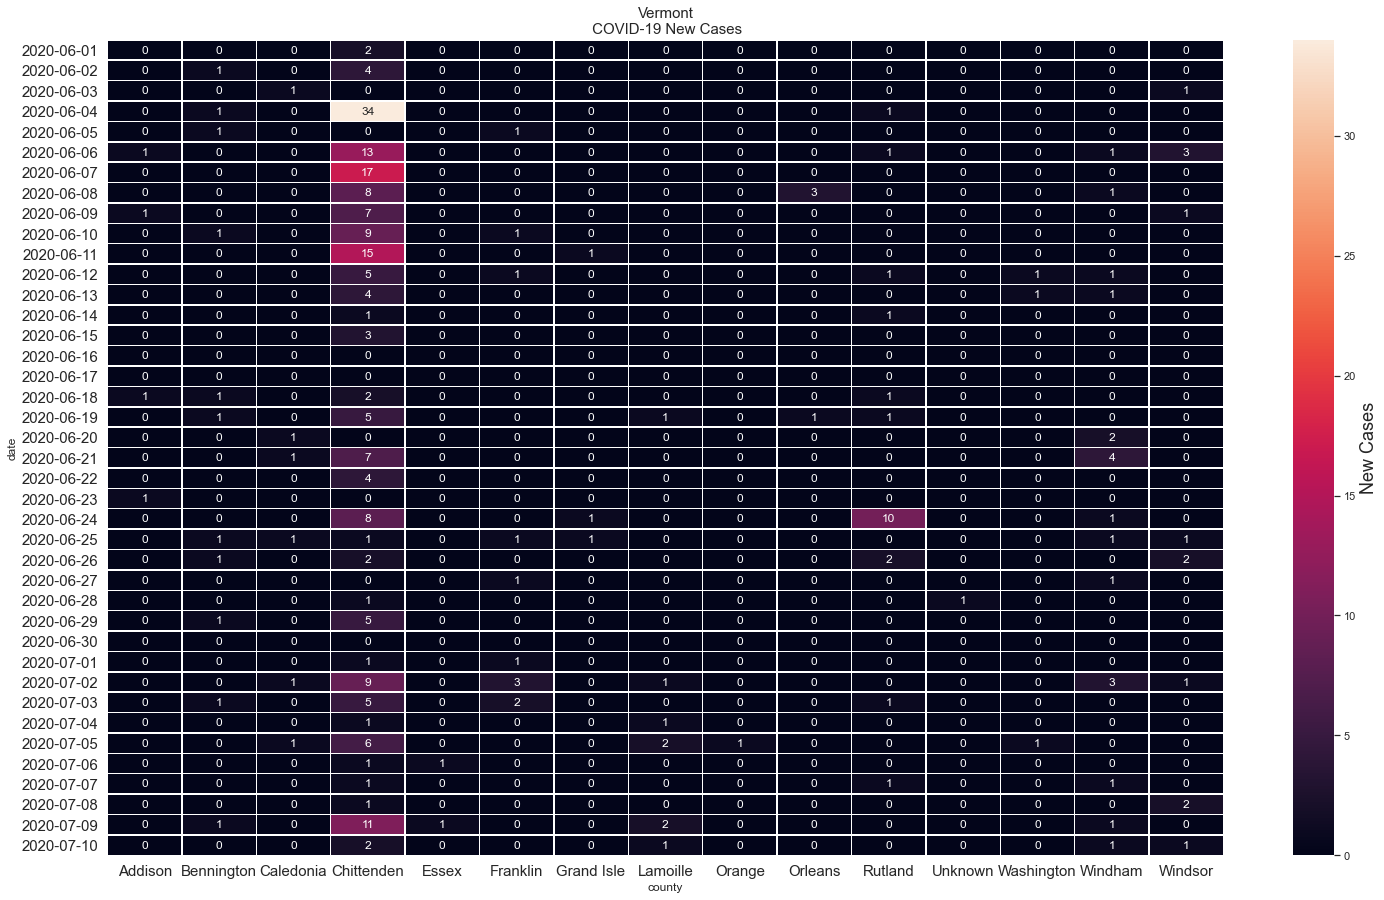 Vermont
COVID-19 New Cases
2020-06-01 0 0 0 2 0 0 0 0 0 0 0 0 0 0 0
2020-06-02 0 1 0 4 0 0 0 0 0 0 0 0 0 0 0
2020-06-03 0 0 1 0 0 0 0 0 0 0 0 0 0 0 1
2020-06-04 0 1 0 34 0 0 0 0 0 0 1 0 0 0 0
2020-06-05 0 1 0 0 0 1 0 0 0 0 0 0 0 0 0
2020-06-06 1 0 0 13 0 0 0 0 0 0 1 0 0 1 3
2020-06-07 0 0 0 17 0 0 0 0 0 0 0 0 0 0 0
2020-06-08 0 0 0 8 0 0 0 0 0 3 0 0 0 1 0
2020-06-09 1 0 0 7 0 0 0 0 0 0 0 0 0 0 1
2020-06-10 0 1 0 9 0 1 0 0 0 0 0 0 0 0 0
2020-06-11 0 0 0 15 0 0 1 0 0 0 0 0 0 0 0
2020-06-12 0 0 0 5 0 1 0 0 0 0 1 0 1 1 0
2020-06-13 0 0 0 4 0 0 0 0 0 0 0 0 1 1 0
2020-06-14 0 0 0 1 0 0 0 0 0 0 1 0 0 0 0
2020-06-15 0 0 0 3 0 0 0 0 0 0 0 0 0 0 0
2020-06-16 0 0 0 0 0 0 0 0 0 0 0 0 0 0 0
2020-06-17 0 0 0 0 0 0 0 0 0 0 0 0 0 0 0
2020-06-18 1 1 0 2 0 0 0 0 0 0 1 0 0 0 0
2020-06-19 0 1 0 5 0 0 0 1 0 1 1 0 0 0 0
2020-06-20 0 0 1 0 0 0 0 0 0 0 0 0 0 2 0
2020-06-21 0 0 1 7 0 0 0 0 0 0 0 0 0 4 0
2020-06-22 0 0 0 4 0 0 0 0 0 0 0 0 0 0 0
2020-06-23 1 0 0 0 0 0 0 0 0 0 0 0 0 0 0
2020-06-24 0 0 0 8 0 0 1 0 0 0 10 0 0 1 0
2020-06-25 0 1 1 1 0 1 1 0 0 0 0 0 0 1 1
2020-06-26 0 1 0 2 0 0 0 0 0 0 2 0 0 0 2
2020-06-27 0 0 0 0 0 1 0 0 0 0 0 0 0 1 0
2020-06-28 0 0 0 1 0 0 0 0 0 0 0 1 0 0 0
2020-06-29 0 1 0 5 0 0 0 0 0 0 0 0 0 0 0
2020-06-30 0 0 0 0 0 0 0 0 0 0 0 0 0 0 0
2020-07-01 0 0 0 1 0 1 0 0 0 0 0 0 0 0 0
2020-07-02 0 0 1 9 0 3 0 1 0 0 0 0 0 3 1
2020-07-03 0 1 0 5 0 2 0 0 0 0 1 0 0 0 0
2020-07-04 0 0 0 1 0 0 0 1 0 0 0 0 0 0 0
2020-07-05 0 0 1 6 0 0 0 2 1 0 0 0 1 0 0
2020-07-06 0 0 0 1 1 0 0 0 0 0 0 0 0 0 0
2020-07-07 0 0 0 1 0 0 0 0 0 0 1 0 0 1 0
2020-07-08 0 0 0 1 0 0 0 0 0 0 0 0 0 0 2
2020-07-09 0 1 0 11 1 0 0 2 0 0 0 0 0 1 0
2020-07-10 0 0 0 2 0 0 0 1 0 0 0 0 0 1 1
Addison Bennington Caledonia Chittenden Essex Franklin Grand Isle Lamoille Orange Orleans Rutland Unknown Washington Windham Windsor
county
date
30
25
20
15
10
5
0
New Cases